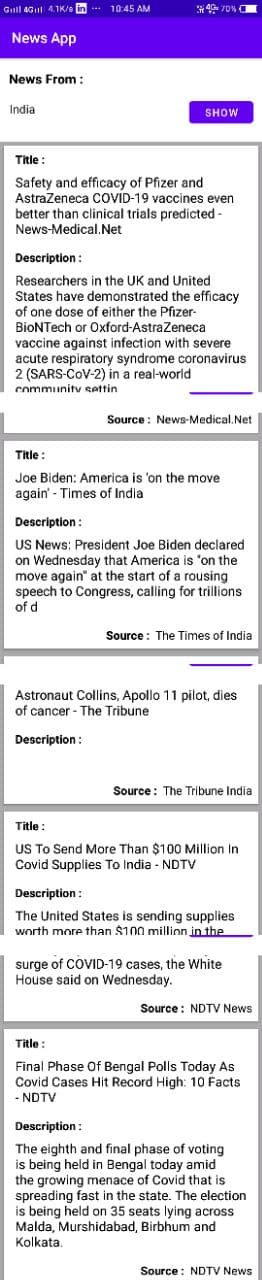 4G 4.1K/s in ... 10:45 AM 4G 70%
News App
News From :
India
SHOW
Title :
Safety and efficacy of Pfizer and
AstraZeneca COVID-19 vaccines even
better than clinical trials predicted -
News-Medical.Net
Description :
Researchers in the UK and United
States have demonstrated the efficacy
of one dose of either the Pfizer-
BioNTech or Oxford-AstraZeneca
vaccine against infection with severe
acute respiratory syndrome coronavirus
2 (SARS-CoV-2) in a real-world
community settin
Source : News-Medical.Net
Title :
Joe Biden: America is 'on the move
again' - Times of India
Description :
US News: President Joe Biden declared
on Wednesday that America is "on the
move again" at the start of a rousing
speech to Congress, calling for trillions
of d
Source : The Times of India
Astronaut Collins, Apollo 11 pilot, dies
of cancer - The Tribune
Description :
Source : The Tribune India
Title :
US To Send More Than $100 Million In
Covid Supplies To India - NDTV
Description :
The United States is sending supplies
worth more than $100 million in the
surge of COVID-19 cases, the White
House said on Wednesday.
Source : NDTV News
Title :
Final Phase Of Bengal Polls Today As
Covid Cases Hit Record High: 10 Facts
- NDTV
Description :
The eighth and final phase of voting
is being held in Bengal today amid
the growing menace of Covid that is
spreading fast in the state. The election
is being held on 35 seats lying across
Malda, Murshidabad, Birbhum and
Kolkata.
Source : NDTV News